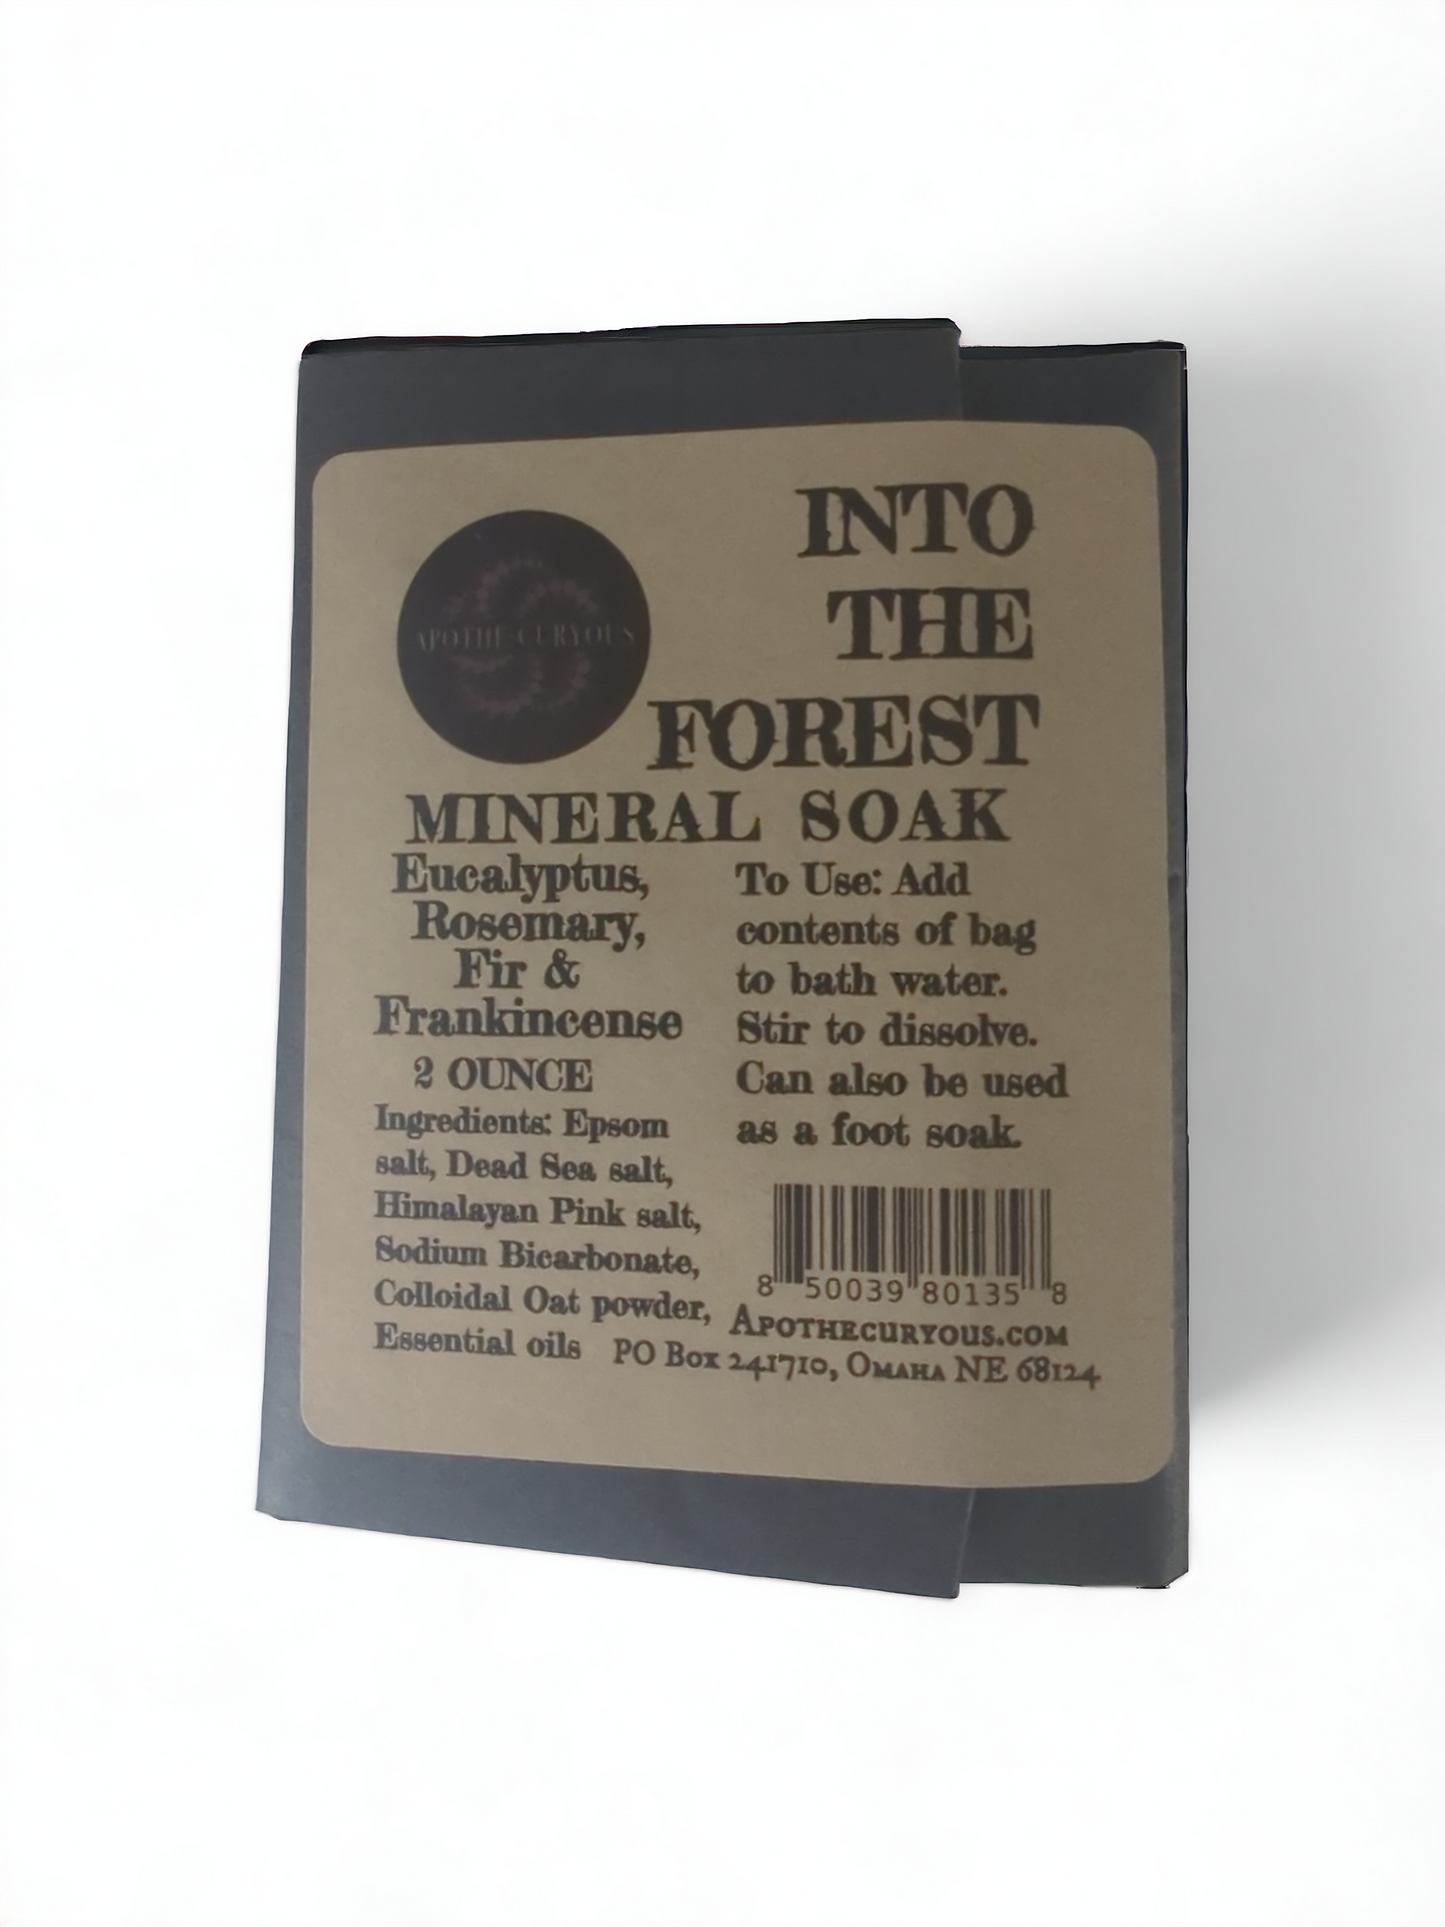 APOTHECURYOUS
INTO
THE
FOREST
MINERAL SOAK
Eucalyptus,
Rosemary,
Fir &
Frankincense
2 OUNCE
Ingredients: Epsom
salt, Dead Sea salt,
Himalayan Pink salt,
Sodium Bicarbonate,
Colloidal Oat powder,
Essential oils
To Use: Add
contents of bag
to bath water.
Stir to dissolve.
Can also be used
as a foot soak.
8 50039 80135 8
APOTHECURYOUS.COM
PO Box 241710, OMAHA NE 68124